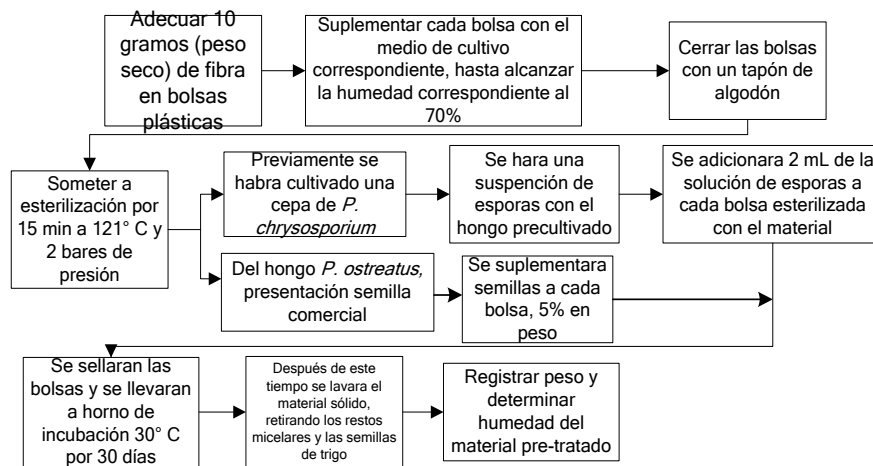 Adecuar 10
gramos (peso
seco) de fibra
en bolsas
plásticas
Suplementar cada bolsa con el
medio de cultivo
correspondiente, hasta alcanzar
la humedad correspondiente al
70%
Cerrar las bolsas
con un tapón de
algodón
Someter a
esterilización por
15 min a 121° C y
2 bares de
presión
Previamente se
habra cultivado una
cepa de P.
chrysosporium
Se hara una
suspención de
esporas con el
hongo precultivado
Se adicionara 2 mL de la
solución de esporas a
cada bolsa esterilizada
con el material
Del hongo P. ostreatus,
presentación semilla
comercial
Se suplementara
semillas a cada
bolsa, 5% en
peso
Se sellaran las
bolsas y se llevaran
a horno de
incubación 30° C
por 30 días
Después de este
tiempo se lavara el
material sólido,
retirando los restos
micelares y las semillas
de trigo
Registrar peso y
determinar
humedad del
material pre-tratado